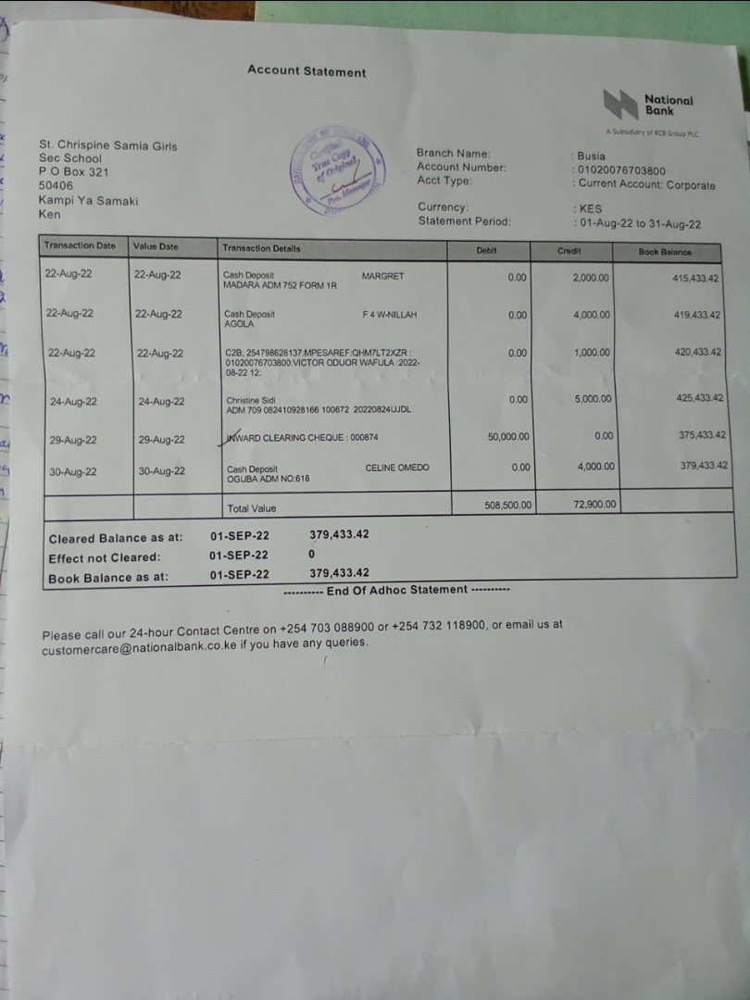 Account Statement
National
Bank
A Subsidiary of KCB Group PLC
St. Chrispine Samia Girls
Sec School
P O Box 321
50406
Kampi Ya Samaki
Ken
Certified
True Copy
of Original
Branch Name: : Busia
Account Number: : 01020076703800
Acct Type: : Current Account: Corporate
Currency: : KES
Statement Period: : 01-Aug-22 to 31-Aug-22
Transaction Date Value Date Transaction Details Debit Credit Book Balance
22-Aug-22 22-Aug-22 Cash Deposit MARGRET 0.00 2,000.00 415,433.42
MADARA ADM 752 FORM 1R
22-Aug-22 22-Aug-22 Cash Deposit F 4 W-NILLAH 0.00 4,000.00 419,433.42
AGOLA
22-Aug-22 22-Aug-22 C2B; 254798628137:MPESAREF:QHM7LT2XZR : 0.00 1,000.00 420,433.42
01020076703800:VICTOR ODUOR WAFULA :2022-
08-22 12:
24-Aug-22 24-Aug-22 Christine Sidi 0.00 5,000.00 425,433.42
ADM 709 082410928166 100672 20220824UJDL
29-Aug-22 29-Aug-22 INWARD CLEARING CHEQUE : 000874 50,000.00 0.00 375,433.42
30-Aug-22 30-Aug-22 Cash Deposit CELINE OMEDO 0.00 4,000.00 379,433.42
OGUBA ADM NO:618
Total Value 508,500.00 72,900.00
Cleared Balance as at: 01-SEP-22 379,433.42
Effect not Cleared: 01-SEP-22 0
Book Balance as at: 01-SEP-22 379,433.42
---------- End Of Adhoc Statement ----------
Please call our 24-hour Contact Centre on +254 703 088900 or +254 732 118900, or email us at
customercare@nationalbank.co.ke if you have any queries.